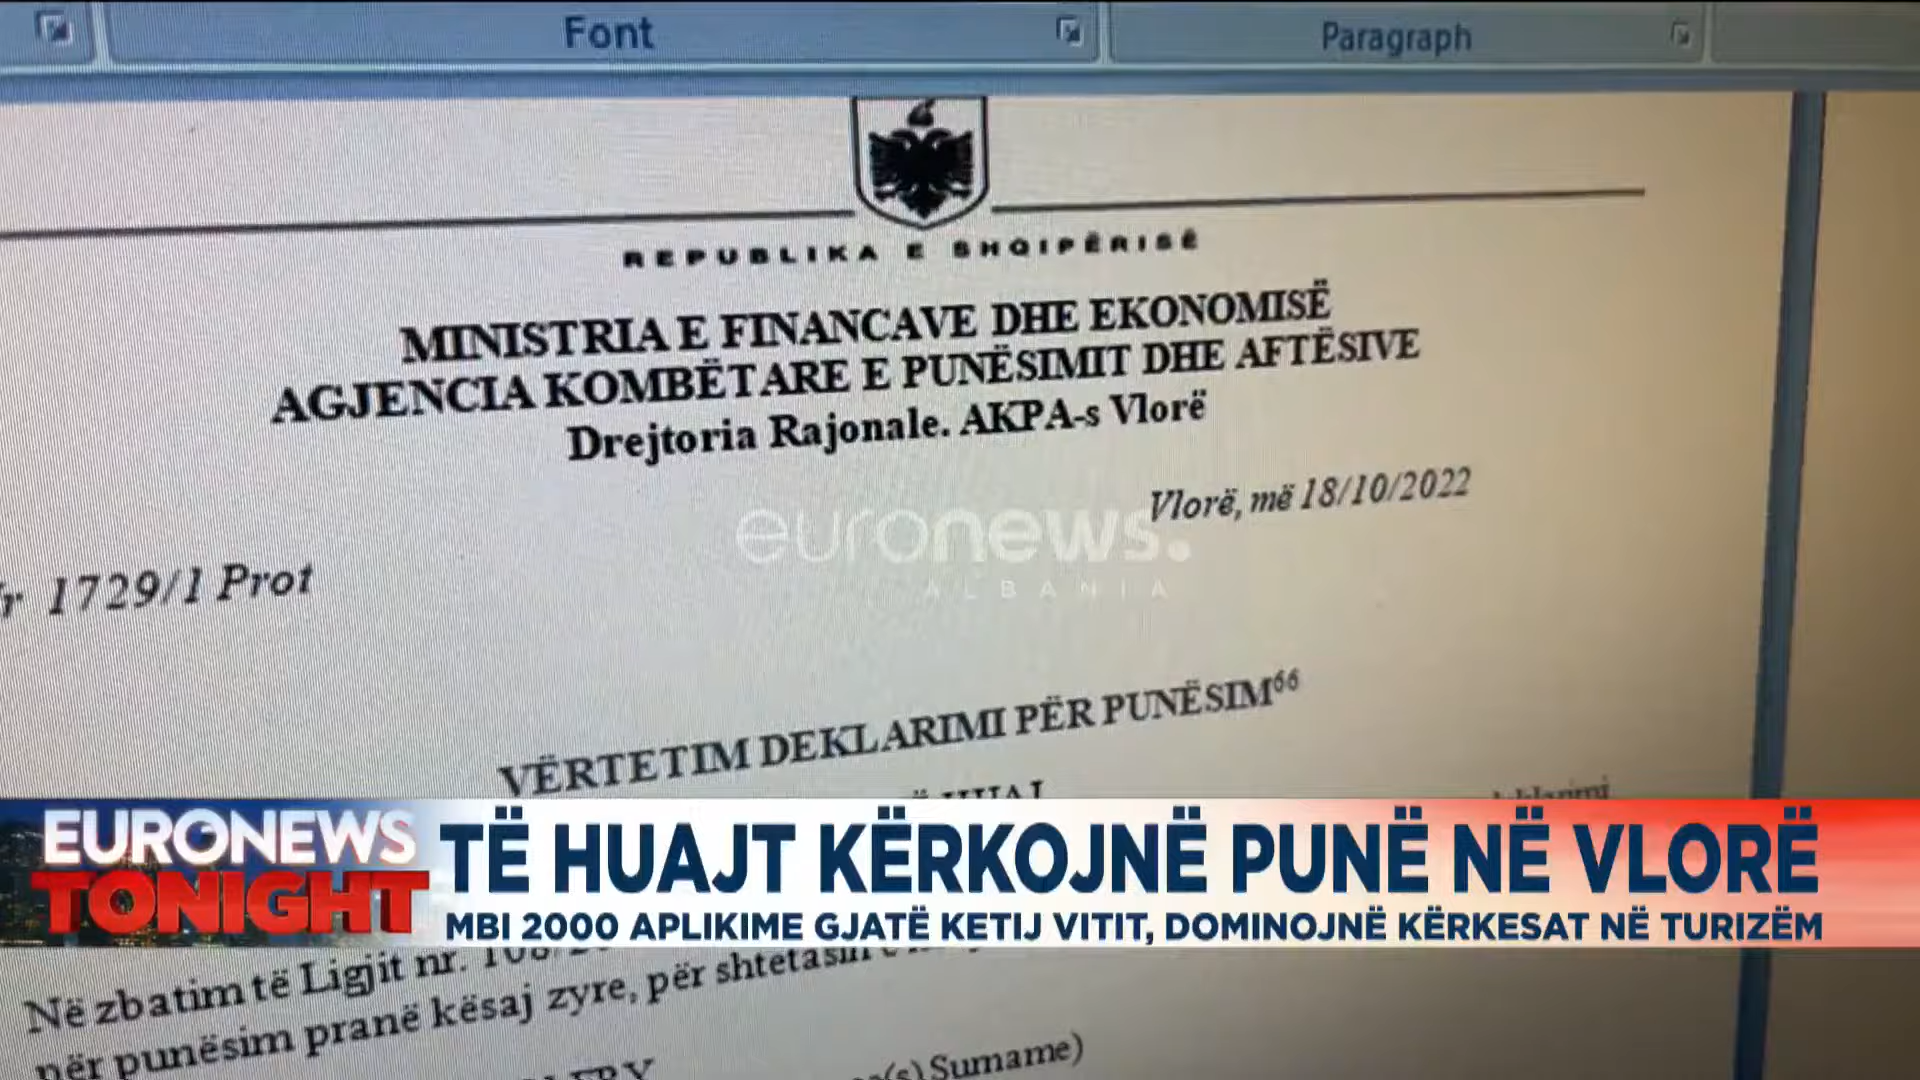 Font
Paragraph
REPUBLIKA E SHQIPËRISË
MINISTRIA E FINANCAVE DHE EKONOMISË
AGJENCIA KOMBËTARE E PUNËSIMIT DHE AFTËSIVE
Drejtoria Rajonale. AKPA-s Vlorë
Vlorë, më 18/10/2022
euronews.
ALBANIA
1729/1 Prot
VËRTETIM DEKLARIMI PËR PUNËSIM66
EURONEWS
TONIGHT
TË HUAJT KËRKOJNË PUNË NË VLORË
MBI 2000 APLIKIME GJATË KETIJ VITIT, DOMINOJNË KËRKESAT NË TURIZËM
Në zbatim të Ligjit nr.
për punësim pranë kësaj zyre, për shtetasin
Surname)